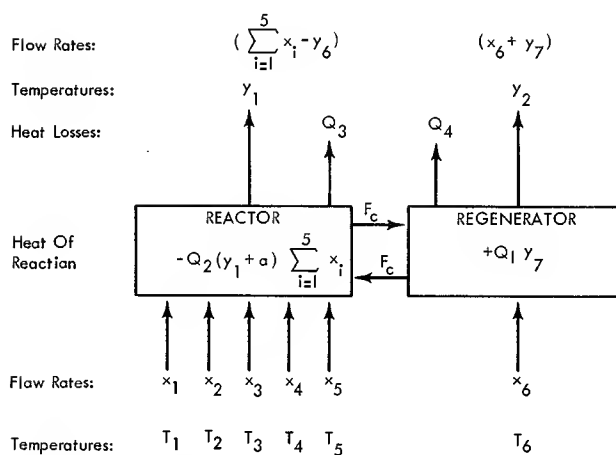 Flow Rates: ( ∑_{i=1}^{5} x_i − y_6 ) (x_6 + y_7)
Temperatures: y_1 y_2
Heat Losses: Q_3 Q_4
REACTOR F_c REGENERATOR
Heat Of Reaction −Q_2 (y_1 + a) ∑_{i=1}^{5} x_i F_c +Q_1 y_7
Flaw Rates: x_1 x_2 x_3 x_4 x_5 x_6
Temperatures: T_1 T_2 T_3 T_4 T_5 T_6